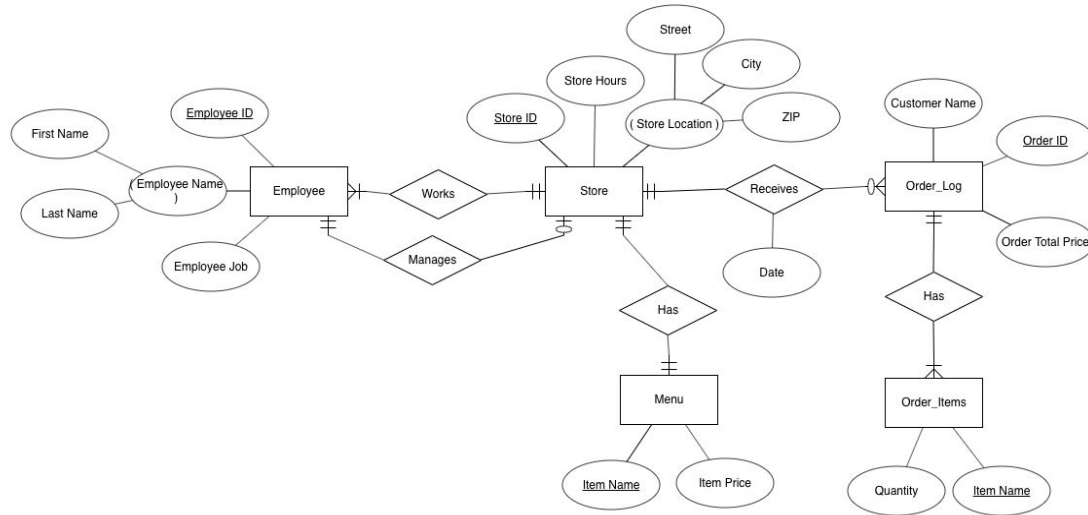 Street
City
Store Hours
Store ID
( Store Location )
ZIP
Customer Name
Order ID
Employee ID
First Name
( Employee Name
)
Last Name
Employee
Works
Store
Receives
Order_Log
Employee Job
Manages
Date
Order Total Price
Has
Has
Menu
Order_Items
Item Name
Item Price
Quantity
Item Name